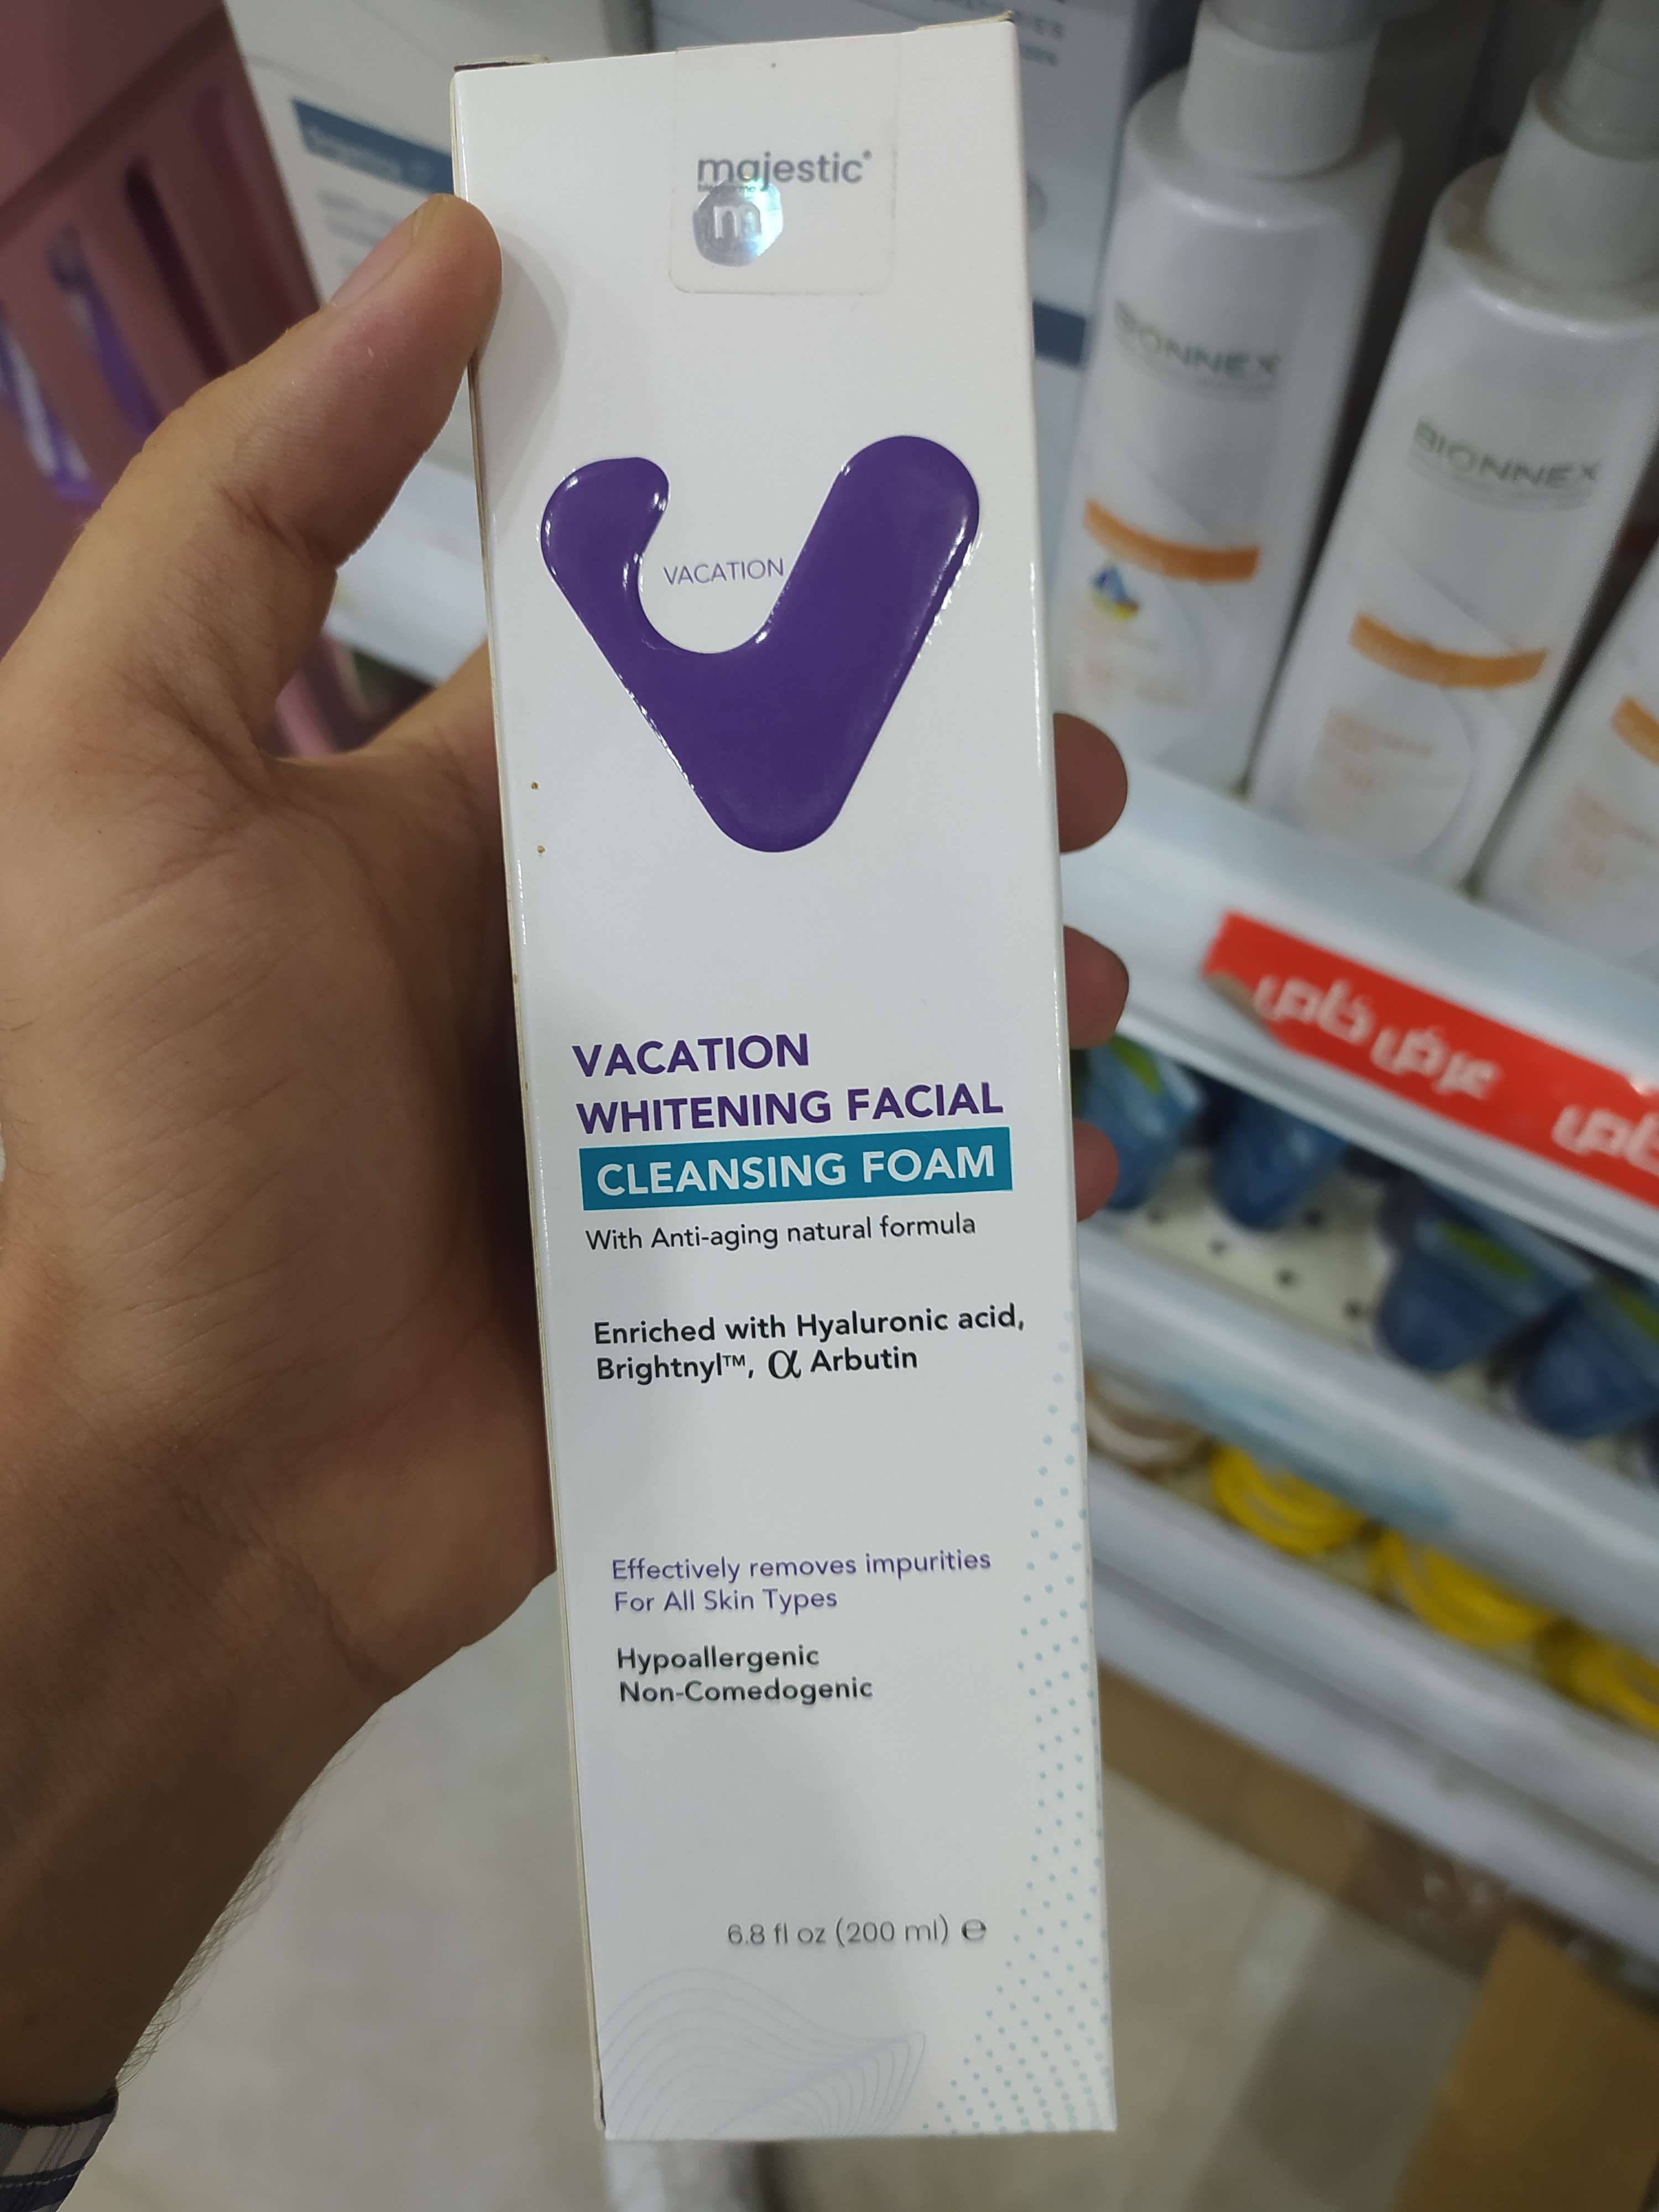 majestic®
m
VACATION
VACATION
WHITENING FACIAL
CLEANSING FOAM
With Anti-aging natural formula
Enriched with Hyaluronic acid,
Brightnyl™, α Arbutin
Effectively removes impurities
For All Skin Types
Hypoallergenic
Non-Comedogenic
6.8 fl oz (200 ml) ℮
BIONNEX
BIONNEX
عرض خاص
خاص